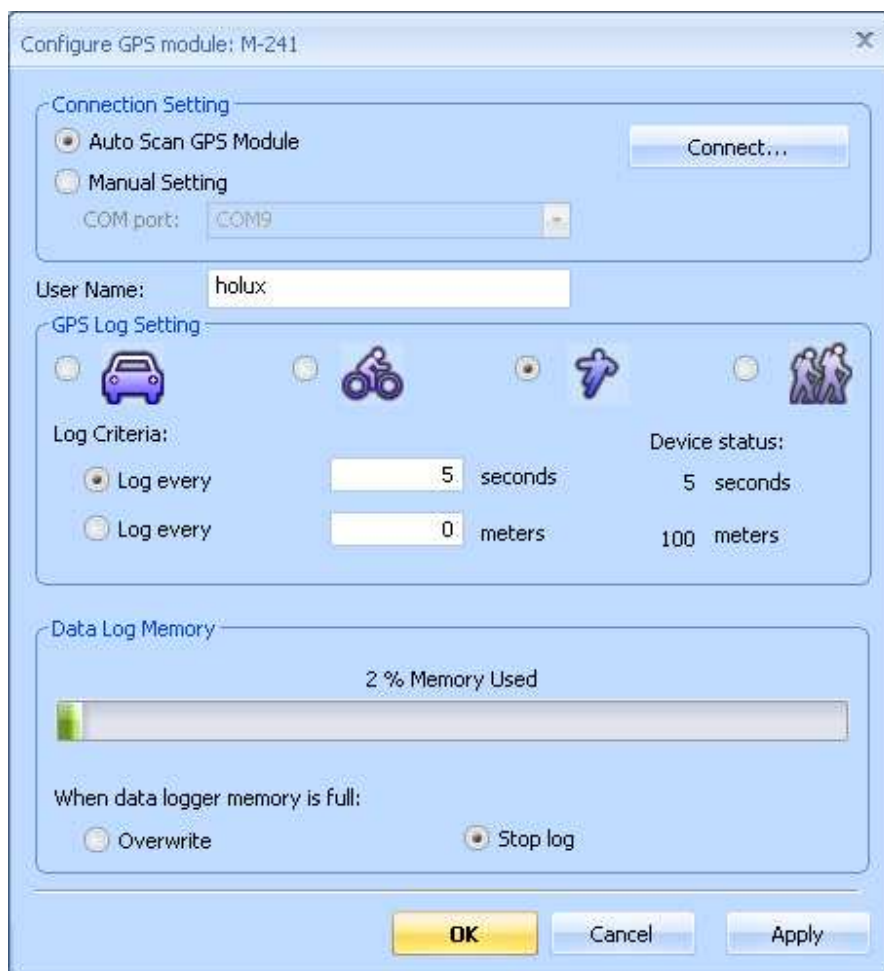 Configure GPS module: M-241
Connection Setting
Auto Scan GPS Module
Connect...
Manual Setting
COM port: COM9
User Name: holux
GPS Log Setting
Log Criteria:
Device status:
Log every 5 seconds
5 seconds
Log every 0 meters
100 meters
Data Log Memory
2 % Memory Used
When data logger memory is full:
Overwrite
Stop log
OK
Cancel
Apply